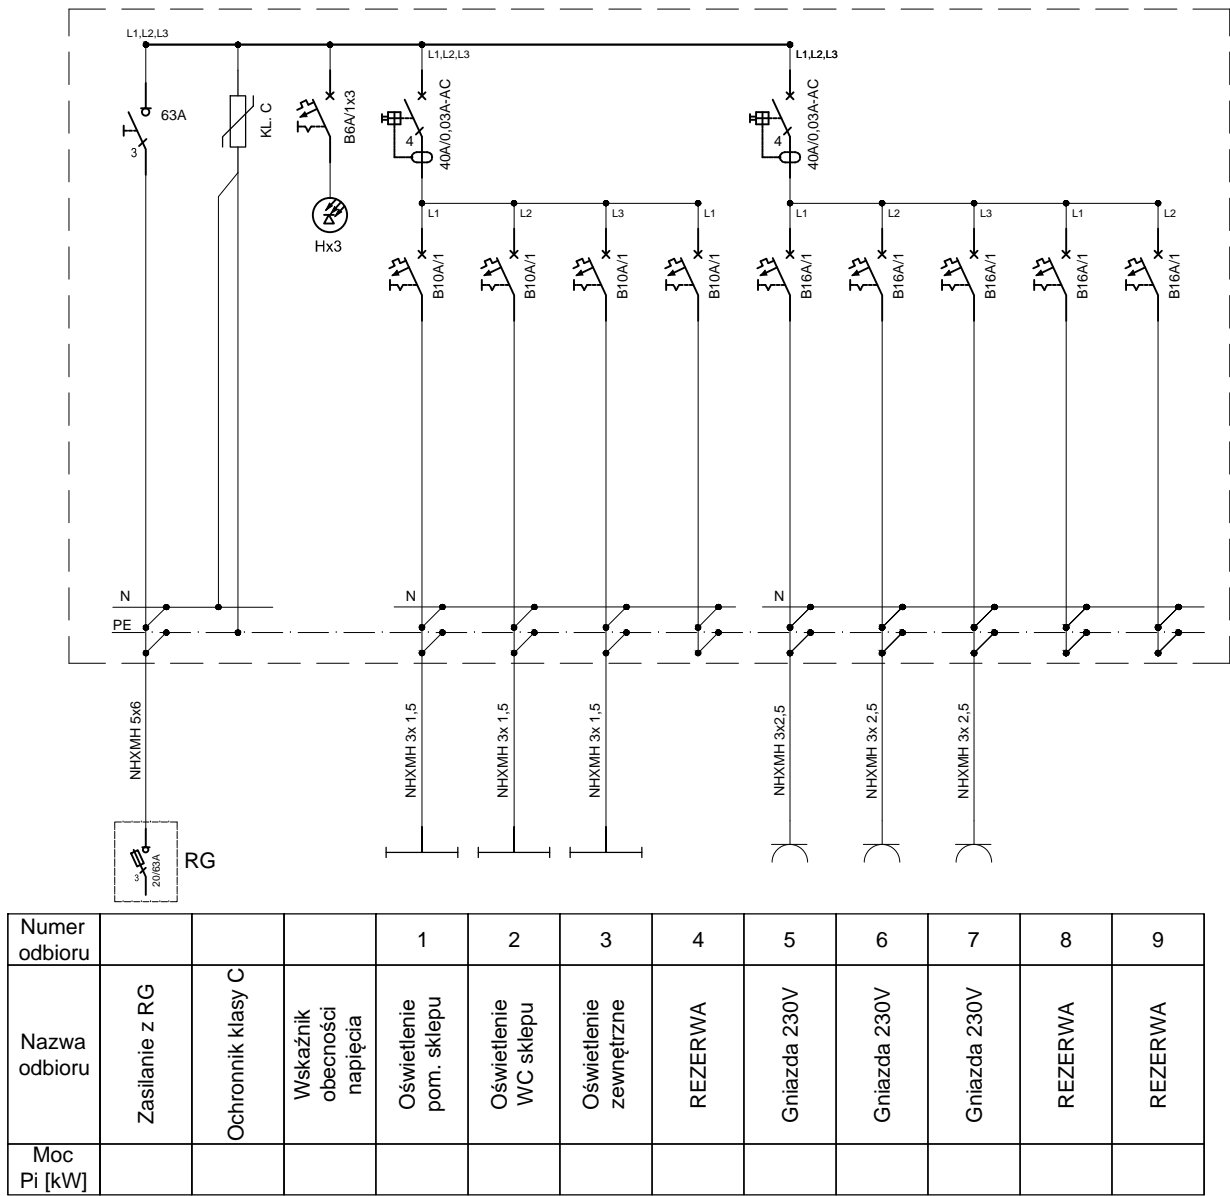 L1,L2,L3
L1,L2,L3
L1,L2,L3
63A
3
KL. C
B6A/1x3
Hx3
4
40A/0,03A-AC
4
40A/0,03A-AC
L1
L2
L3
L1
L1
L2
L3
L1
L2
B10A/1
B10A/1
B10A/1
B10A/1
B16A/1
B16A/1
B16A/1
B16A/1
B16A/1
N
N
N
PE
NHXMH 5x6
NHXMH 3x 1,5
NHXMH 3x 1,5
NHXMH 3x 1,5
NHXMH 3x2,5
NHXMH 3x 2,5
NHXMH 3x 2,5
3
20/63A
RG
Numer
odbioru
1
2
3
4
5
6
7
8
9
Nazwa
odbioru
Zasilanie z RG
Ochronnik klasy C
Wskaźnik
obecności
napięcia
Oświetlenie
pom. sklepu
Oświetlenie
WC sklepu
Oświetlenie
zewnętrzne
REZERWA
Gniazda 230V
Gniazda 230V
Gniazda 230V
REZERWA
REZERWA
Moc
Pi [kW]